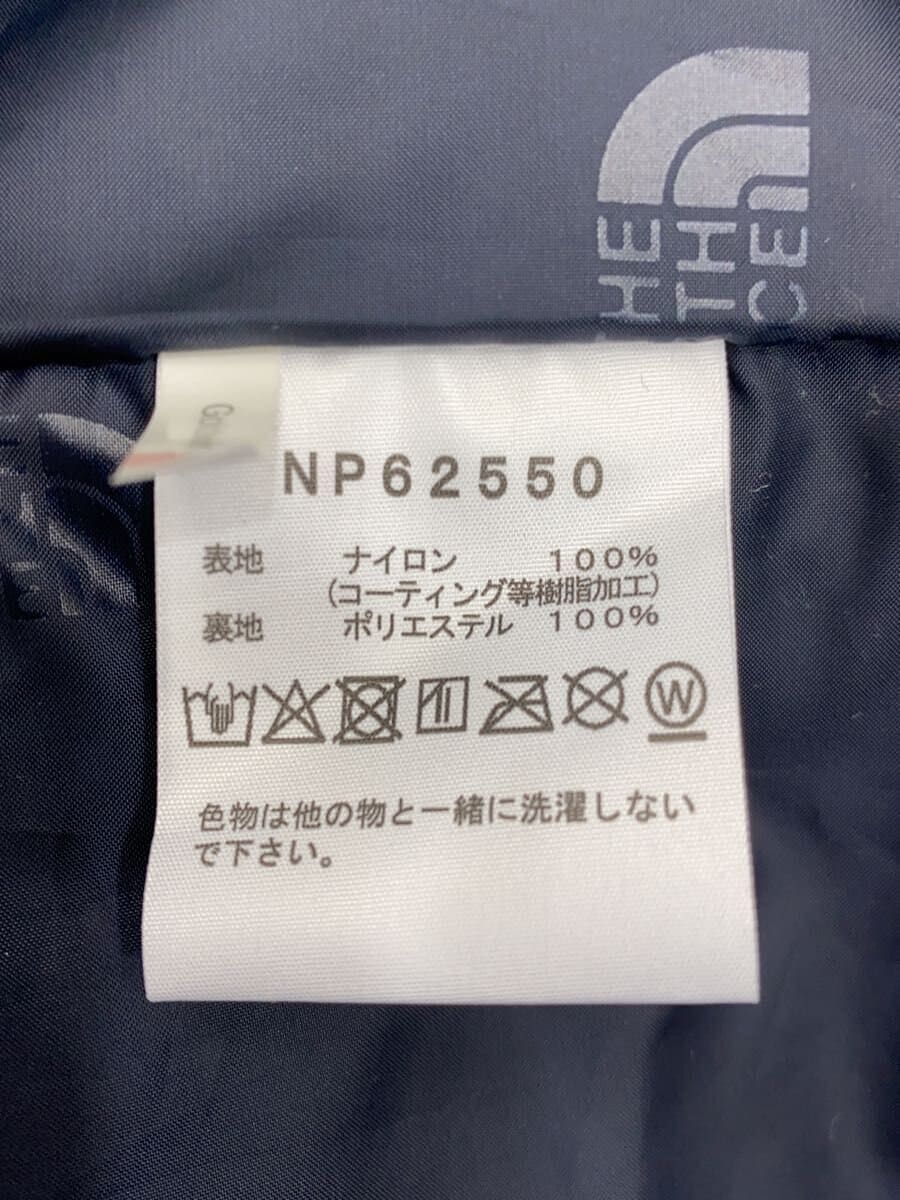 THE
NP62550
表地 ナイロン 100%
(コーティング等樹脂加工)
裏地 ポリエステル 100%
W
色物は他の物と一緒に洗濯しない
で下さい。